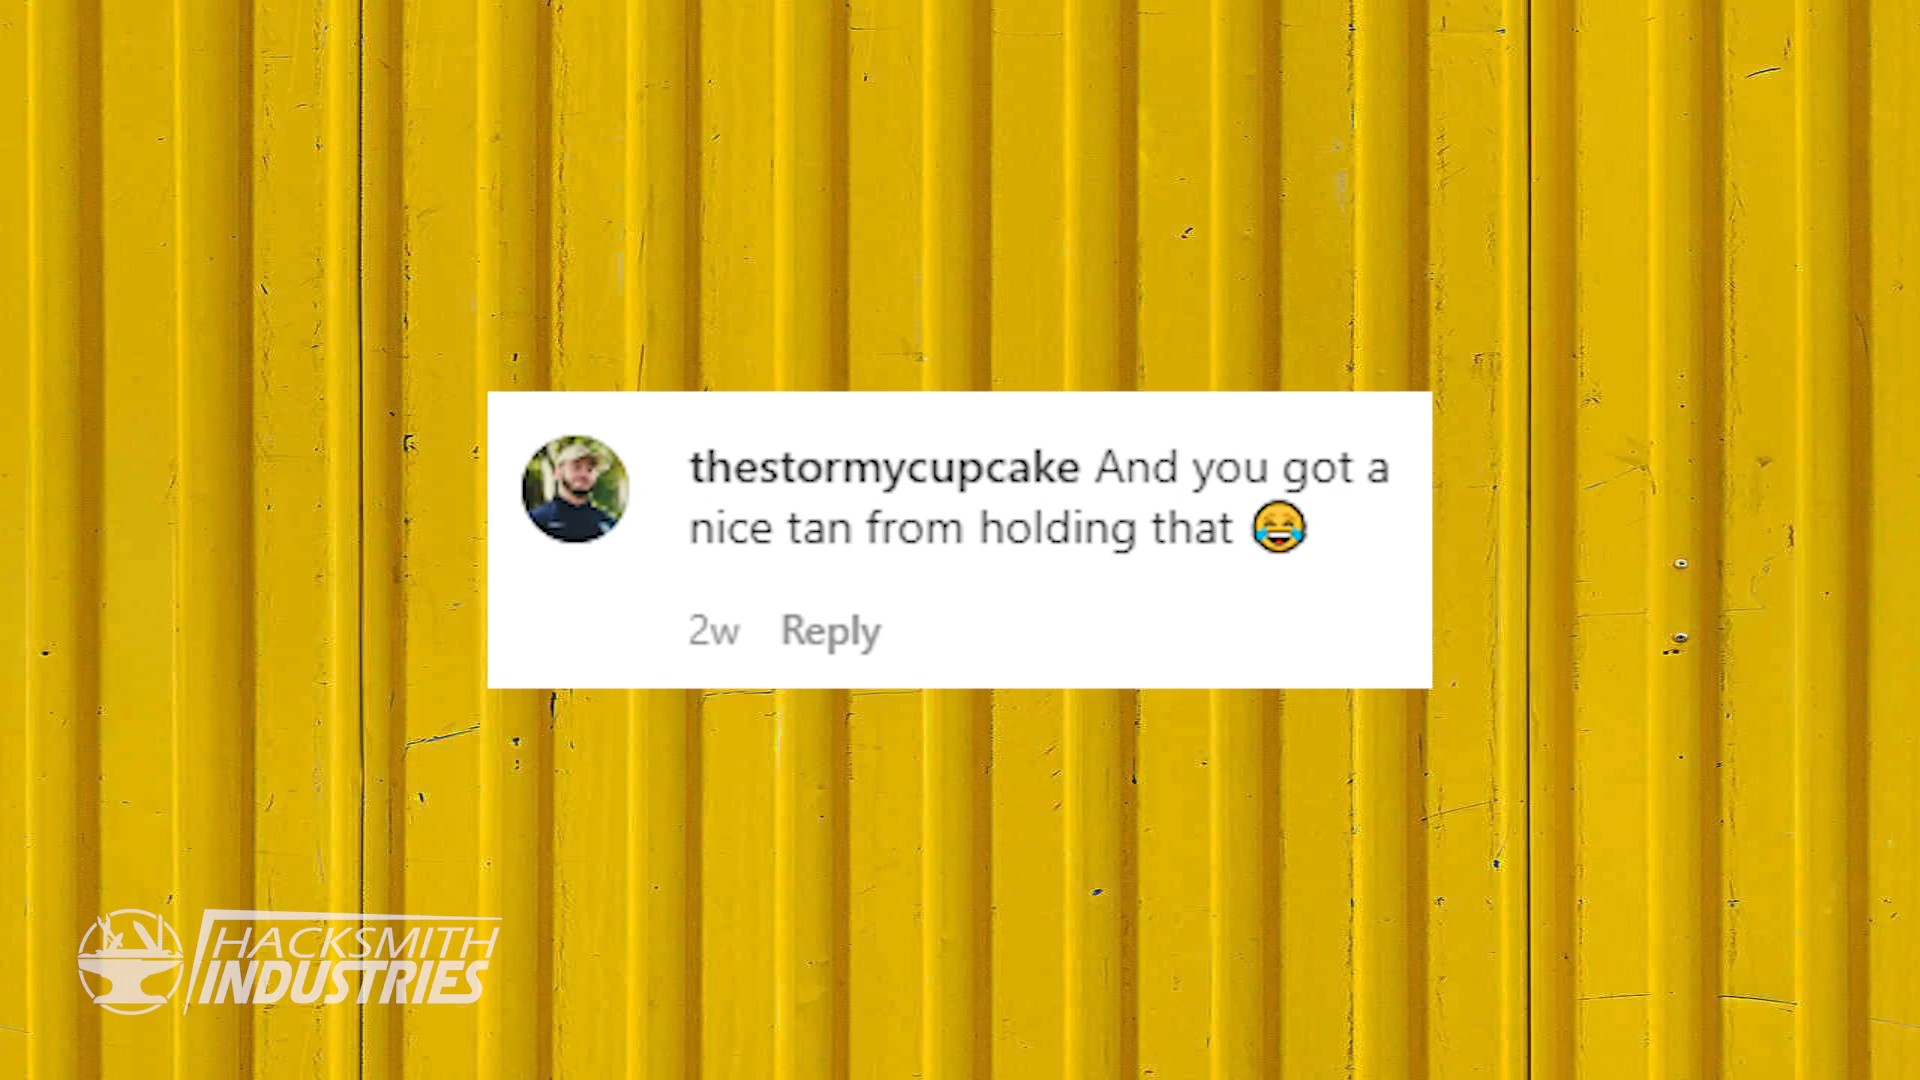 thestormycupcake And you got a
nice tan from holding that 😂
2w Reply
HACKSMITH
INDUSTRIES